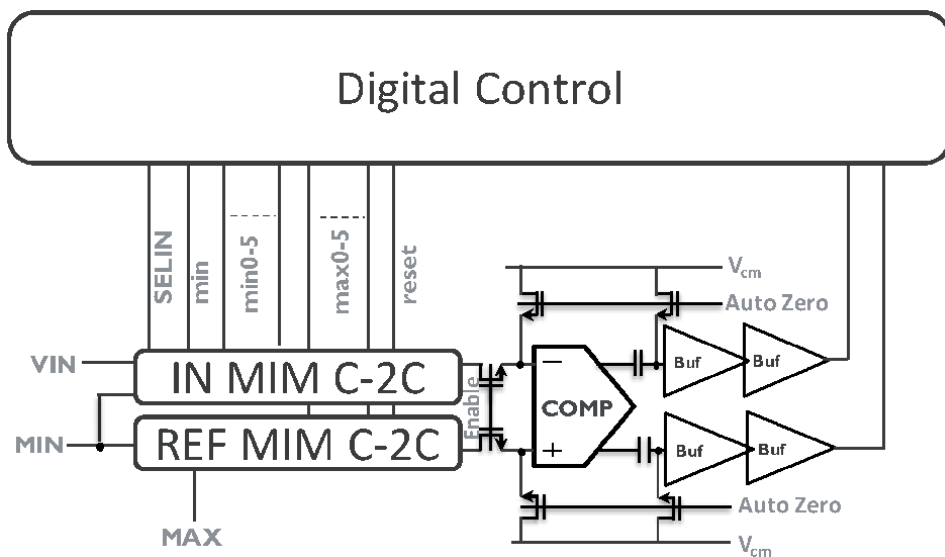 Digital Control
SELIN
min
min0-5
max0-5
reset
Vcm
Auto Zero
VIN
IN MIM C-2C
Enable
COMP
Buf
Buf
MIN
REF MIM C-2C
Buf
Buf
MAX
Auto Zero
Vcm